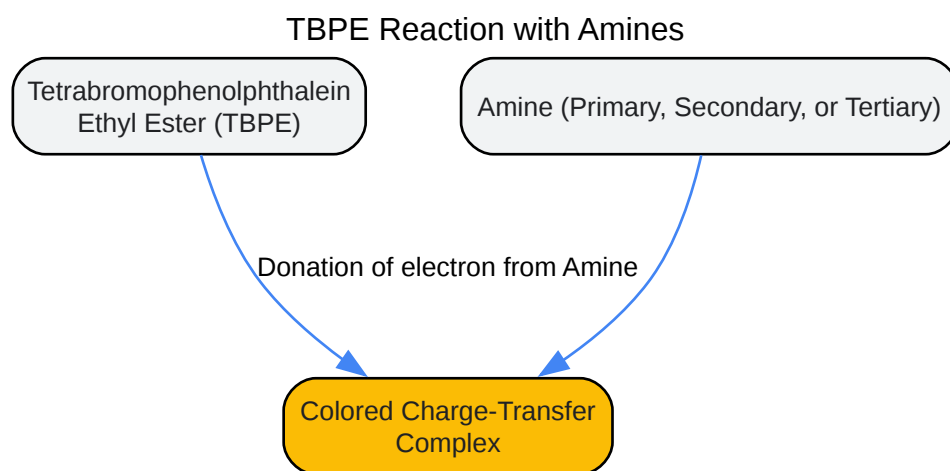 TBPE Reaction with Amines
Tetrabromophenolphthalein
Ethyl Ester (TBPE)
Amine (Primary, Secondary, or Tertiary)
Donation of electron from Amine
Colored Charge-Transfer
Complex